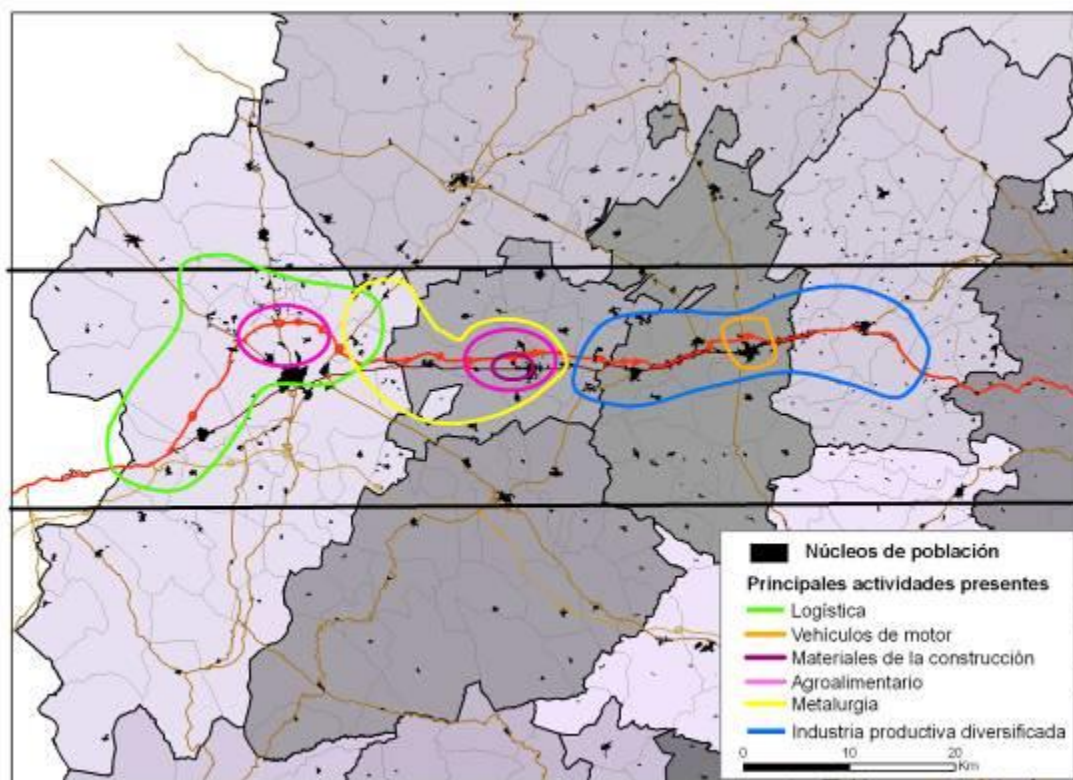 Núcleos de población
Principales actividades presentes
Logística
Vehículos de motor
Materiales de la construcción
Agroalimentario
Metalurgia
Industria productiva diversificada
0 10 20
Km